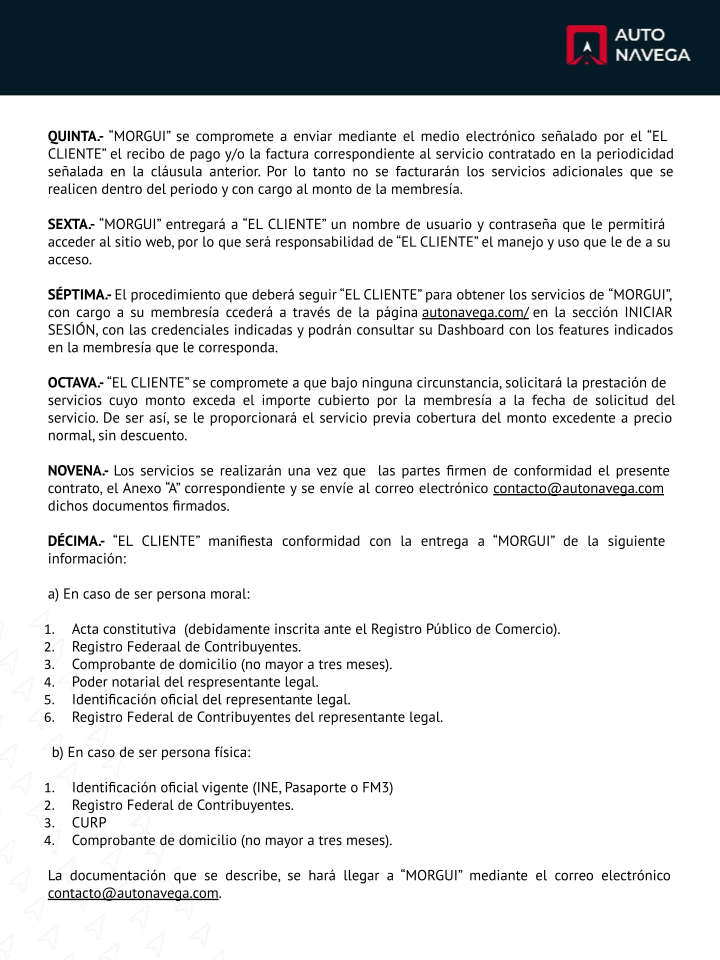 AUTO
NAVEGA
QUINTA.- “MORGUI” se compromete a enviar mediante el medio electrónico señalado por el “EL
CLIENTE” el recibo de pago y/o la factura correspondiente al servicio contratado en la periodicidad
señalada en la cláusula anterior. Por lo tanto no se facturarán los servicios adicionales que se
realicen dentro del periodo y con cargo al monto de la membresía.
SEXTA.- “MORGUI” entregará a “EL CLIENTE” un nombre de usuario y contraseña que le permitirá
acceder al sitio web, por lo que será responsabilidad de “EL CLIENTE” el manejo y uso que le de a su
acceso.
SÉPTIMA.- El procedimiento que deberá seguir “EL CLIENTE” para obtener los servicios de “MORGUI”,
con cargo a su membresía ccederá a través de la página autonavega.com/ en la sección INICIAR
SESIÓN, con las credenciales indicadas y podrán consultar su Dashboard con los features indicados
en la membresía que le corresponda.
OCTAVA.- “EL CLIENTE” se compromete a que bajo ninguna circunstancia, solicitará la prestación de
servicios cuyo monto exceda el importe cubierto por la membresía a la fecha de solicitud del
servicio. De ser así, se le proporcionará el servicio previa cobertura del monto excedente a precio
normal, sin descuento.
NOVENA.- Los servicios se realizarán una vez que las partes firmen de conformidad el presente
contrato, el Anexo “A” correspondiente y se envíe al correo electrónico contacto@autonavega.com
dichos documentos firmados.
DÉCIMA.- “EL CLIENTE” manifiesta conformidad con la entrega a “MORGUI” de la siguiente
información:
a) En caso de ser persona moral:
1. Acta constitutiva (debidamente inscrita ante el Registro Público de Comercio).
2. Registro Federaal de Contribuyentes.
3. Comprobante de domicilio (no mayor a tres meses).
4. Poder notarial del respresentante legal.
5. Identificación oficial del representante legal.
6. Registro Federal de Contribuyentes del representante legal.
b) En caso de ser persona física:
1. Identificación oficial vigente (INE, Pasaporte o FM3)
2. Registro Federal de Contribuyentes.
3. CURP
4. Comprobante de domicilio (no mayor a tres meses).
La documentación que se describe, se hará llegar a “MORGUI” mediante el correo electrónico
contacto@autonavega.com.